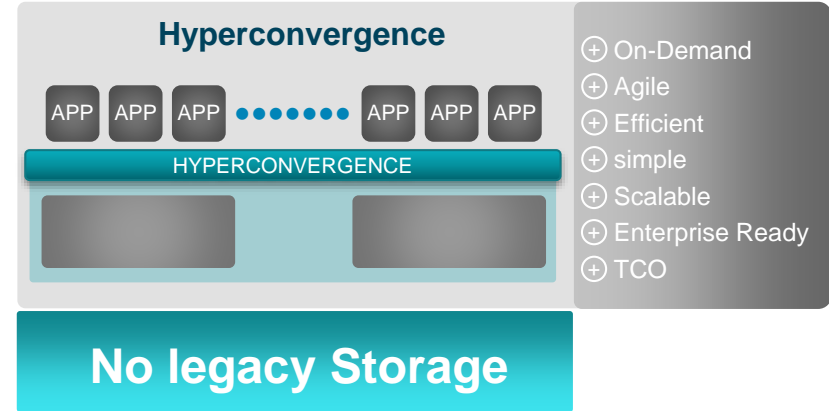 Hyperconvergence
APP APP APP APP APP APP
HYPERCONVERGENCE
On-Demand
Agile
Efficient
simple
Scalable
Enterprise Ready
TCO
No legacy Storage